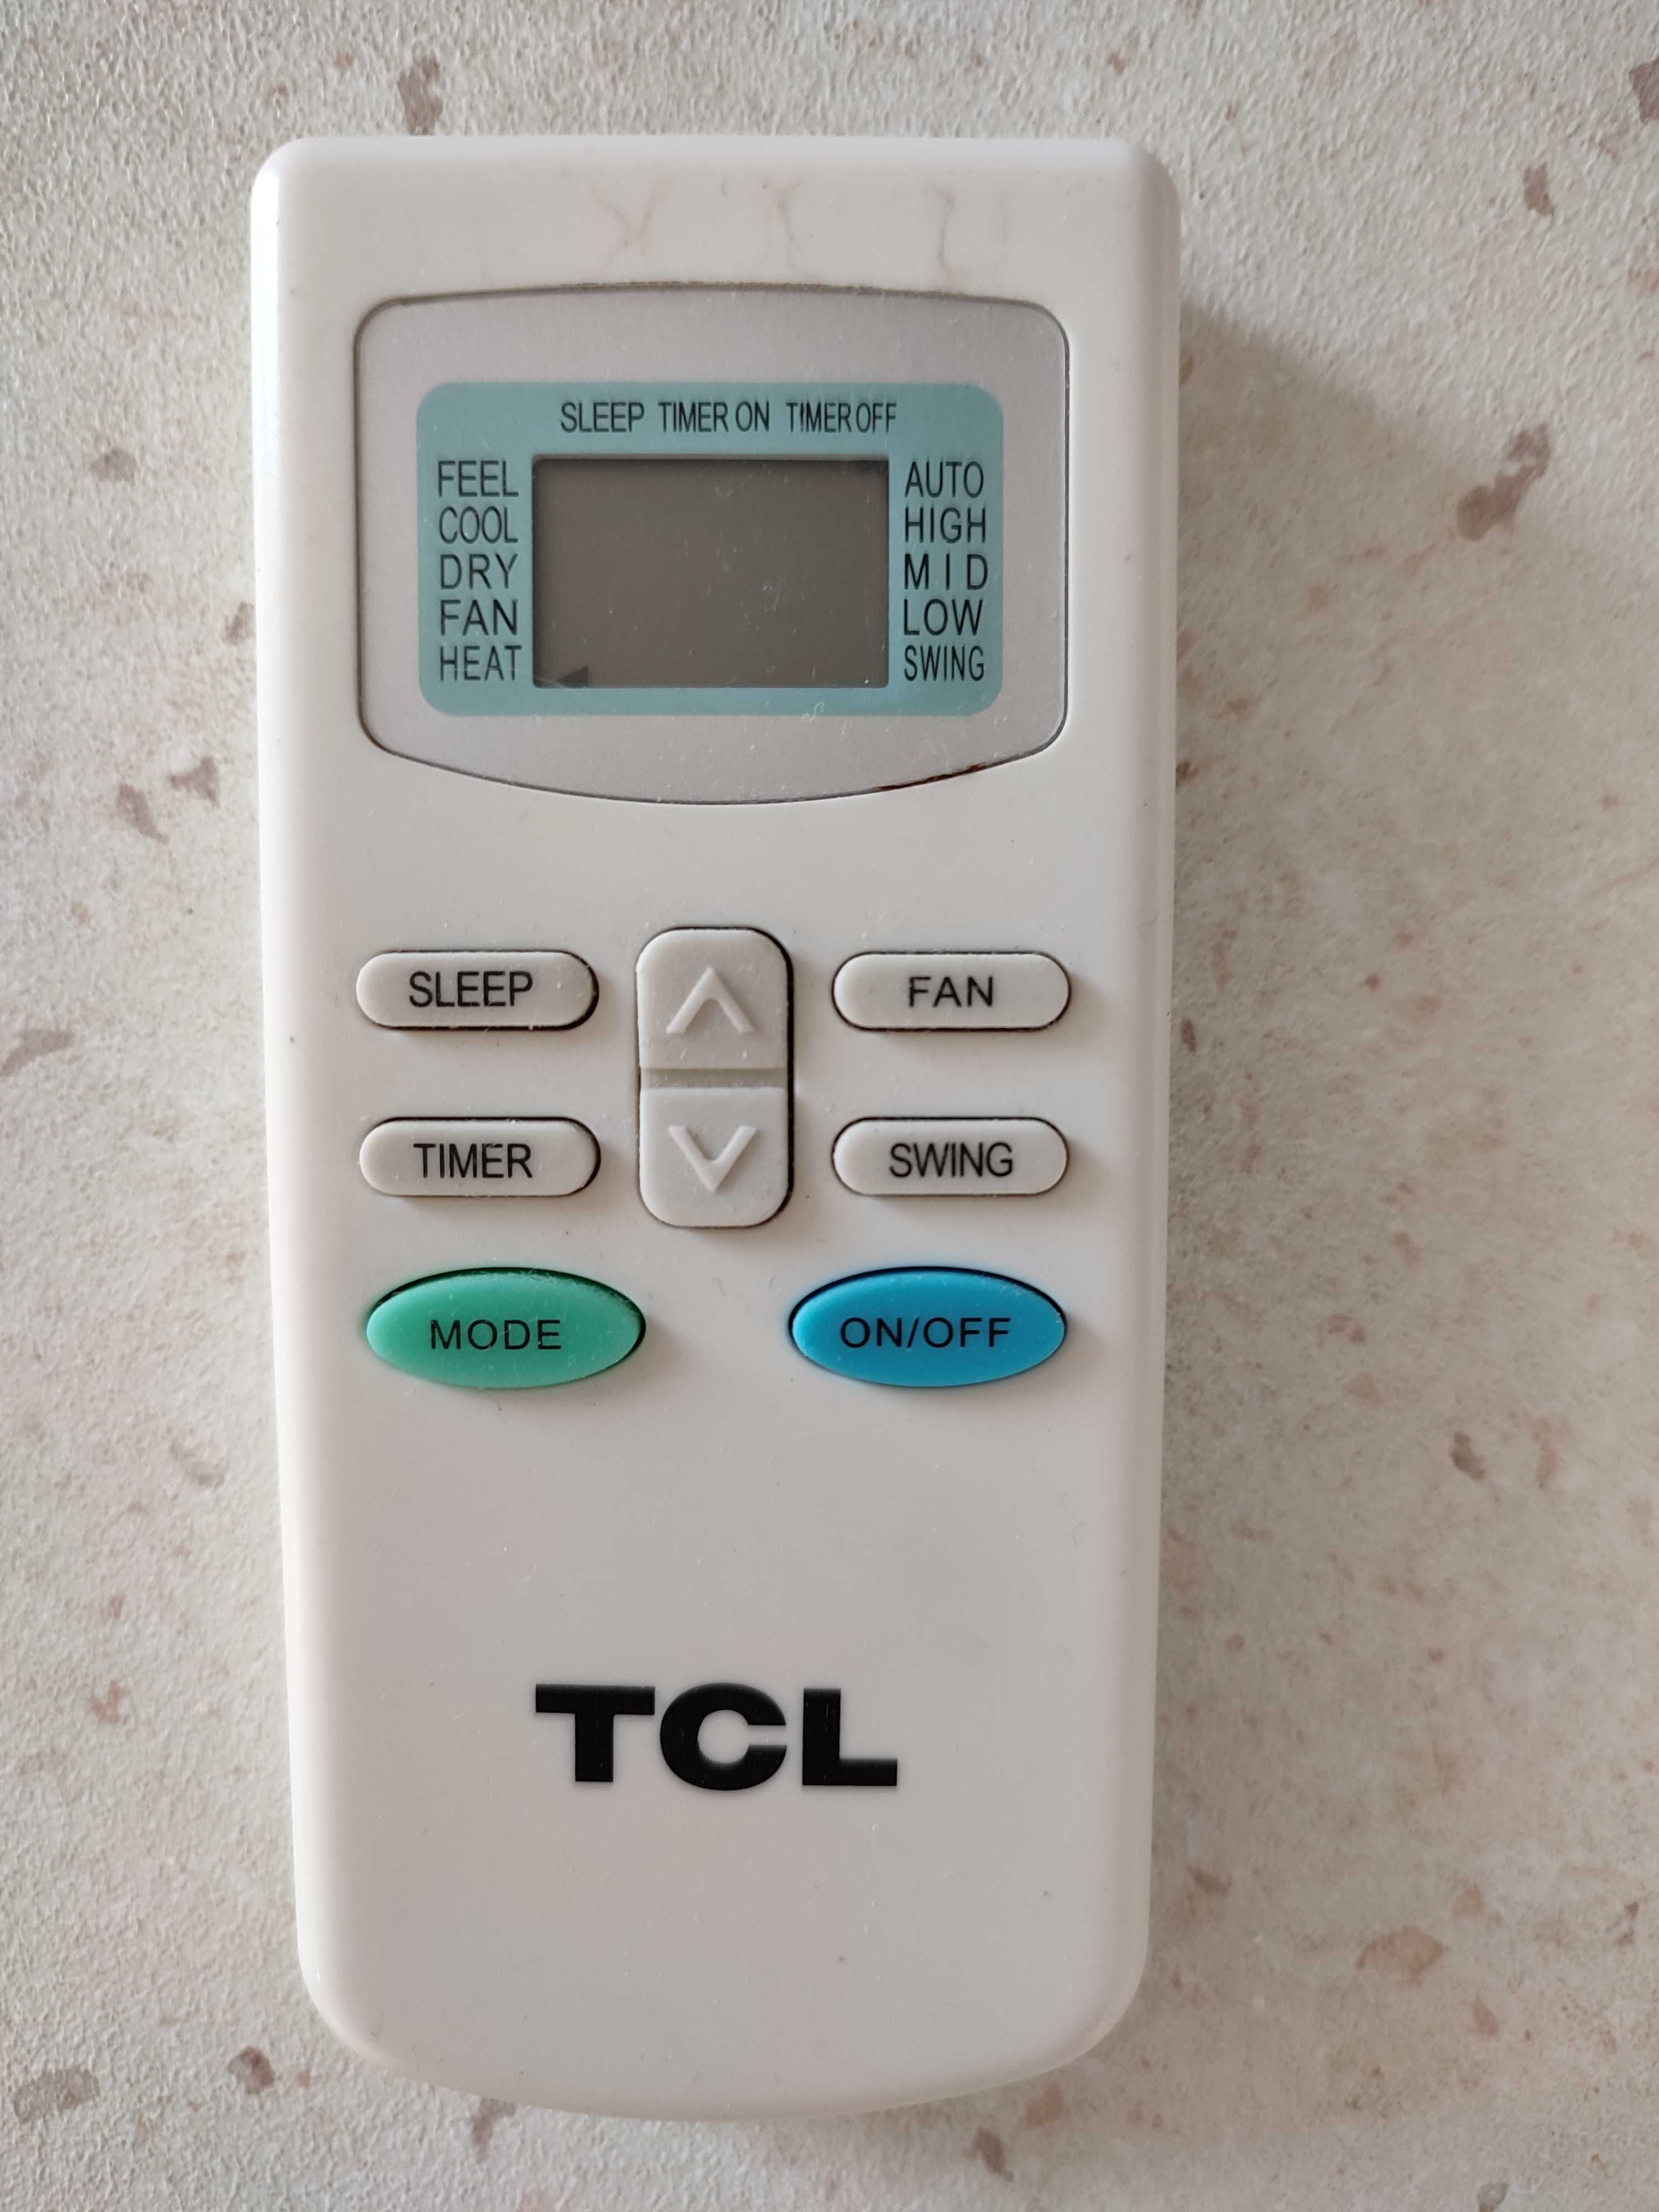 SLEEP TIMER ON TIMER OFF
FEEL AUTO
COOL HIGH
DRY MID
FAN LOW
HEAT SWING
SLEEP FAN
TIMER SWING
MODE ON/OFF
TCL